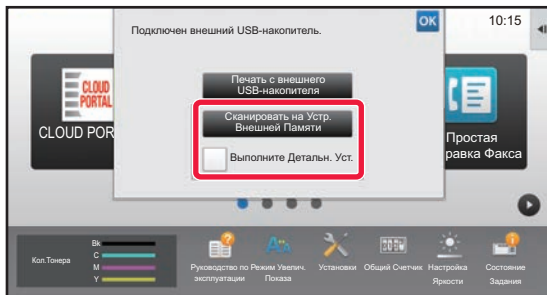 10:15
Подключен внешний USB-накопитель.
OK
Печать с внешнего
USB-накопителя
Сканировать на Устр.
Внешней Памяти
Выполните Детальн. Уст.
CLOUD
PORTAL
CLOUD POR
Простая
равка Факса
Кол.Тонера
Bk
C
M
Y
Руководство по
эксплуатации
Режим Увелич.
Показа
Установки
Общий Счетчик
Настройка
Яркости
Состояние
Задания